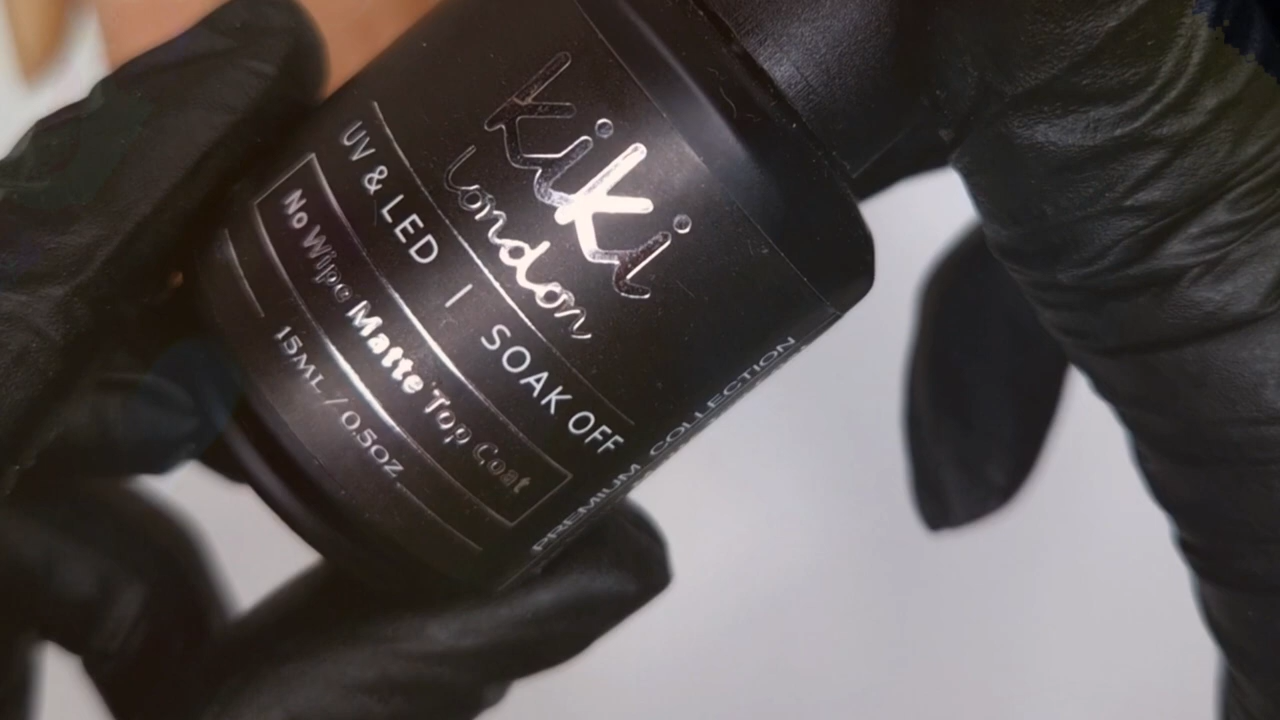 kiki
london
UV & LED | SOAK OFF
No Wipe Matte Top Coat
15ML / 0.5OZ
PREMIUM COLLECTION